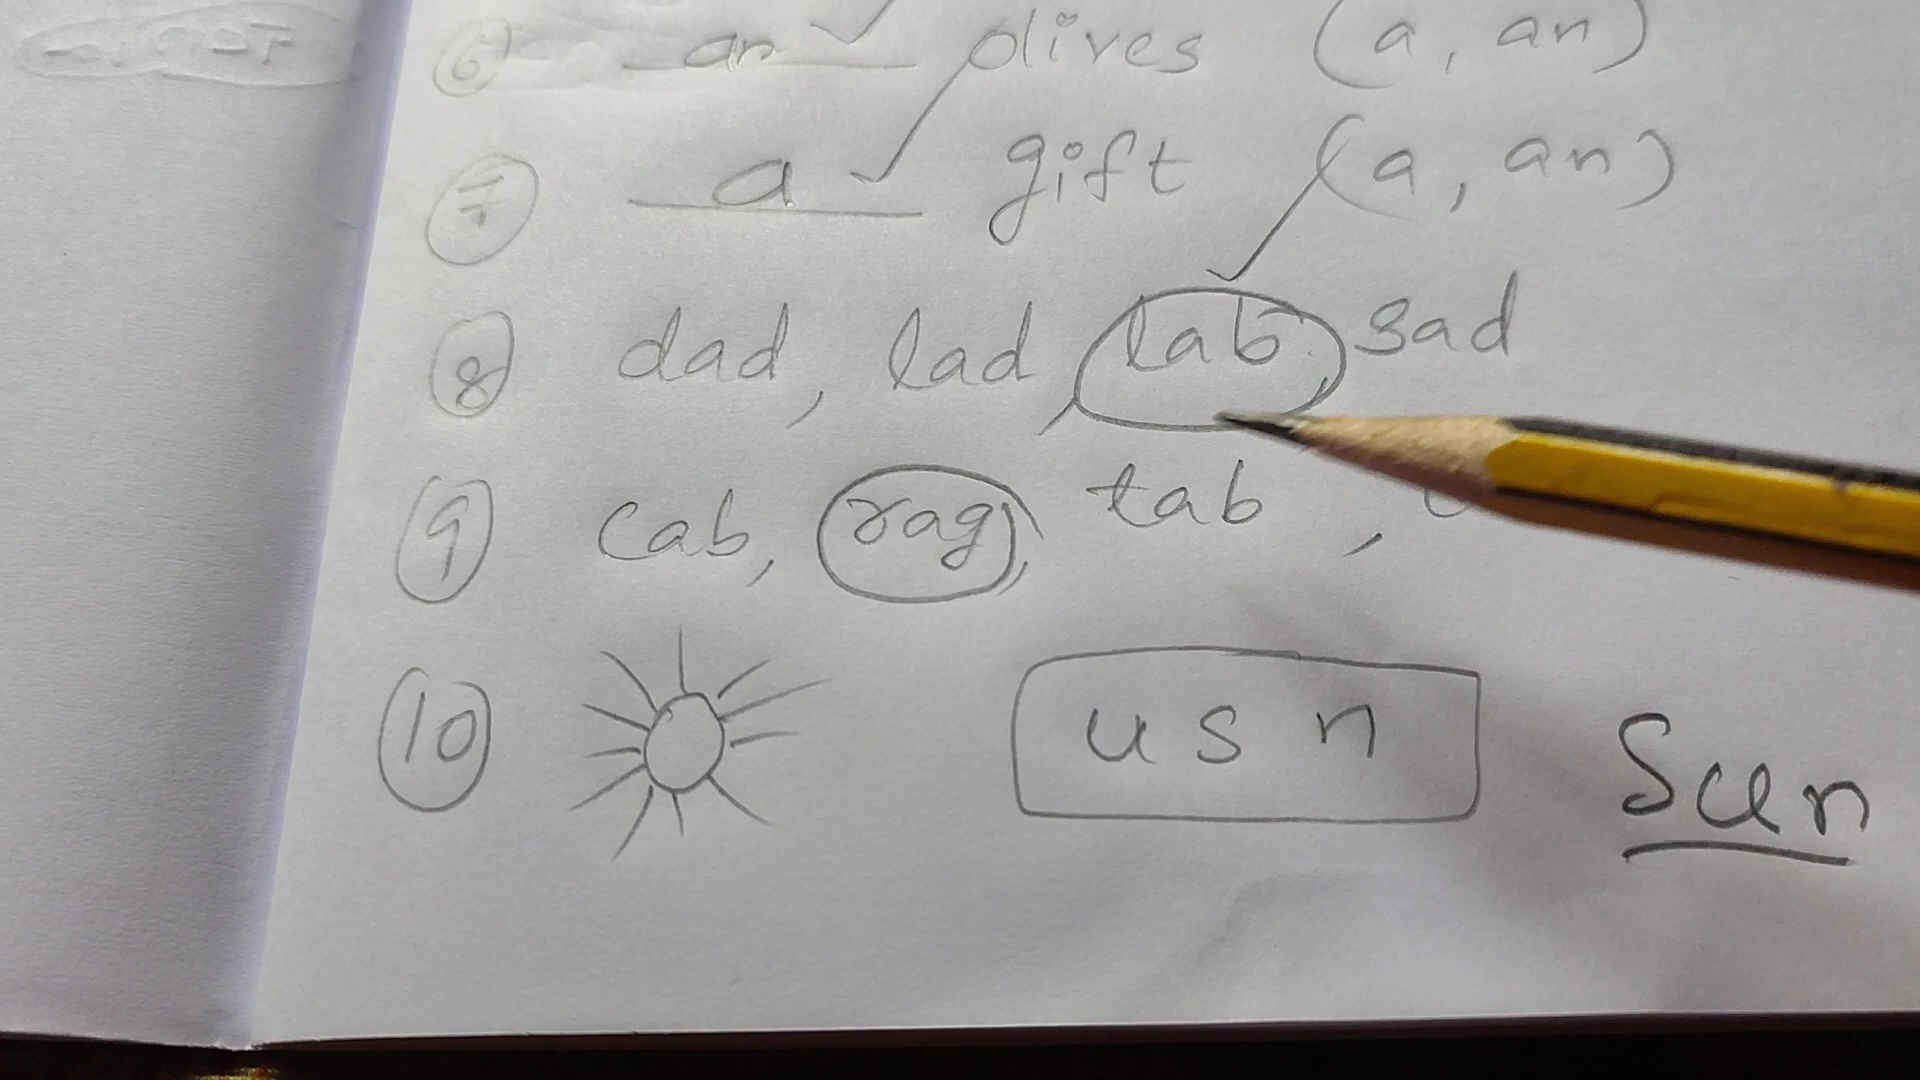 6 an olives (a, an)
7 a gift (a, an)
8 dad, lad, lab, sad
9 cab, rag, tab,
10 u s n Sun